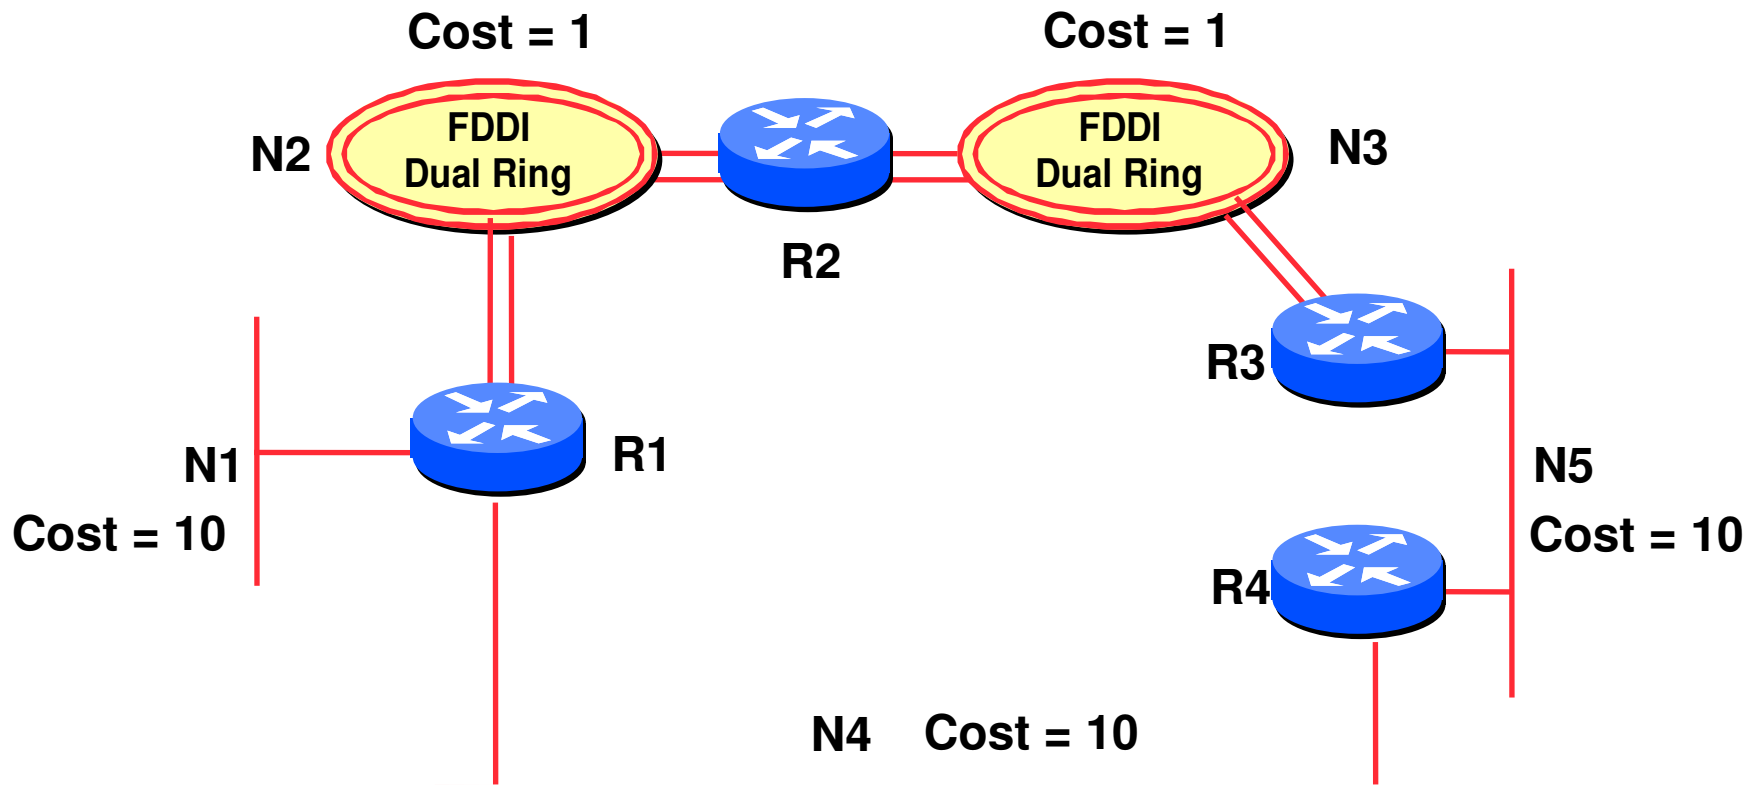 Cost = 1
Cost = 1
FDDI
Dual Ring
FDDI
Dual Ring
N2
N3
R2
R3
R1
N1
N5
Cost = 10
Cost = 10
R4
N4
Cost = 10